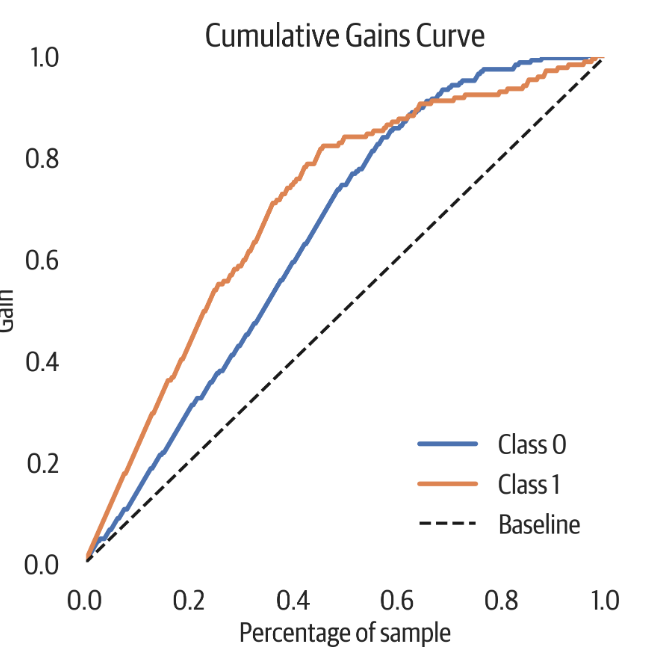 Cumulative Gains Curve
1.0
0.8
0.6
0.4
0.2
0.0
Gain
0.0 0.2 0.4 0.6 0.8 1.0
Percentage of sample
Class 0
Class 1
Baseline